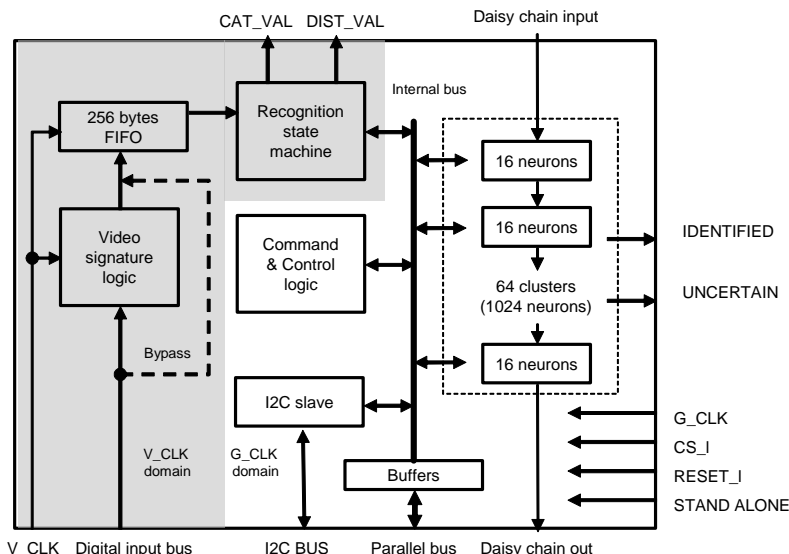 CAT_VAL
DIST_VAL
Daisy chain input
Internal bus
256 bytes
FIFO
Recognition
state
machine
16 neurons
16 neurons
Video
signature
logic
Command
& Control
logic
64 clusters
(1024 neurons)
IDENTIFIED
UNCERTAIN
Bypass
16 neurons
I2C slave
G_CLK
CS_I
RESET_I
STAND ALONE
V_CLK
domain
G_CLK
domain
Buffers
V_CLK
Digital input bus
I2C BUS
Parallel bus
Daisy chain out